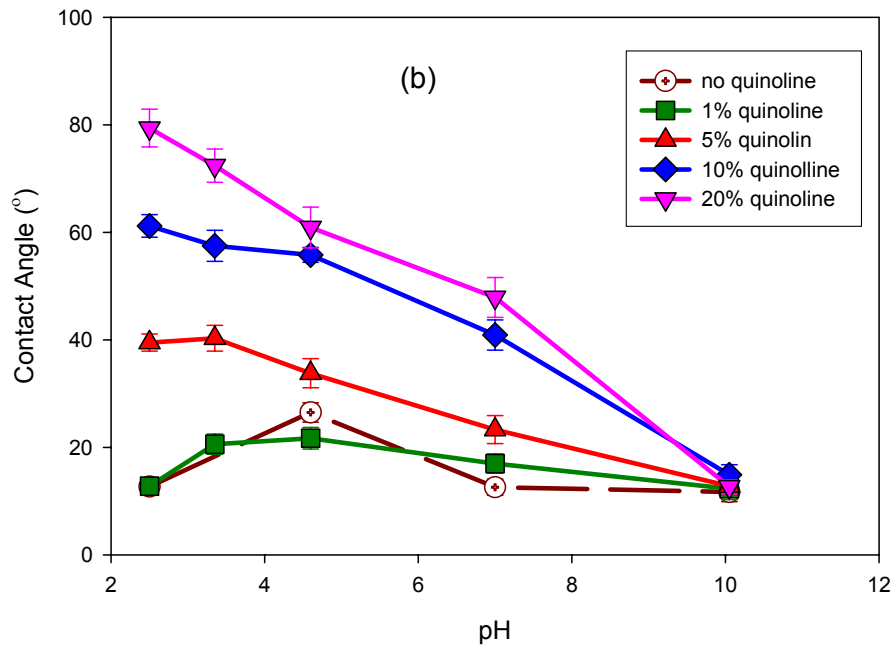 100
80
60
40
20
0
Contact Angle (°)
(b)
no quinoline
1% quinoline
5% quinolin
10% quinolline
20% quinoline
2 4 6 8 10 12
pH